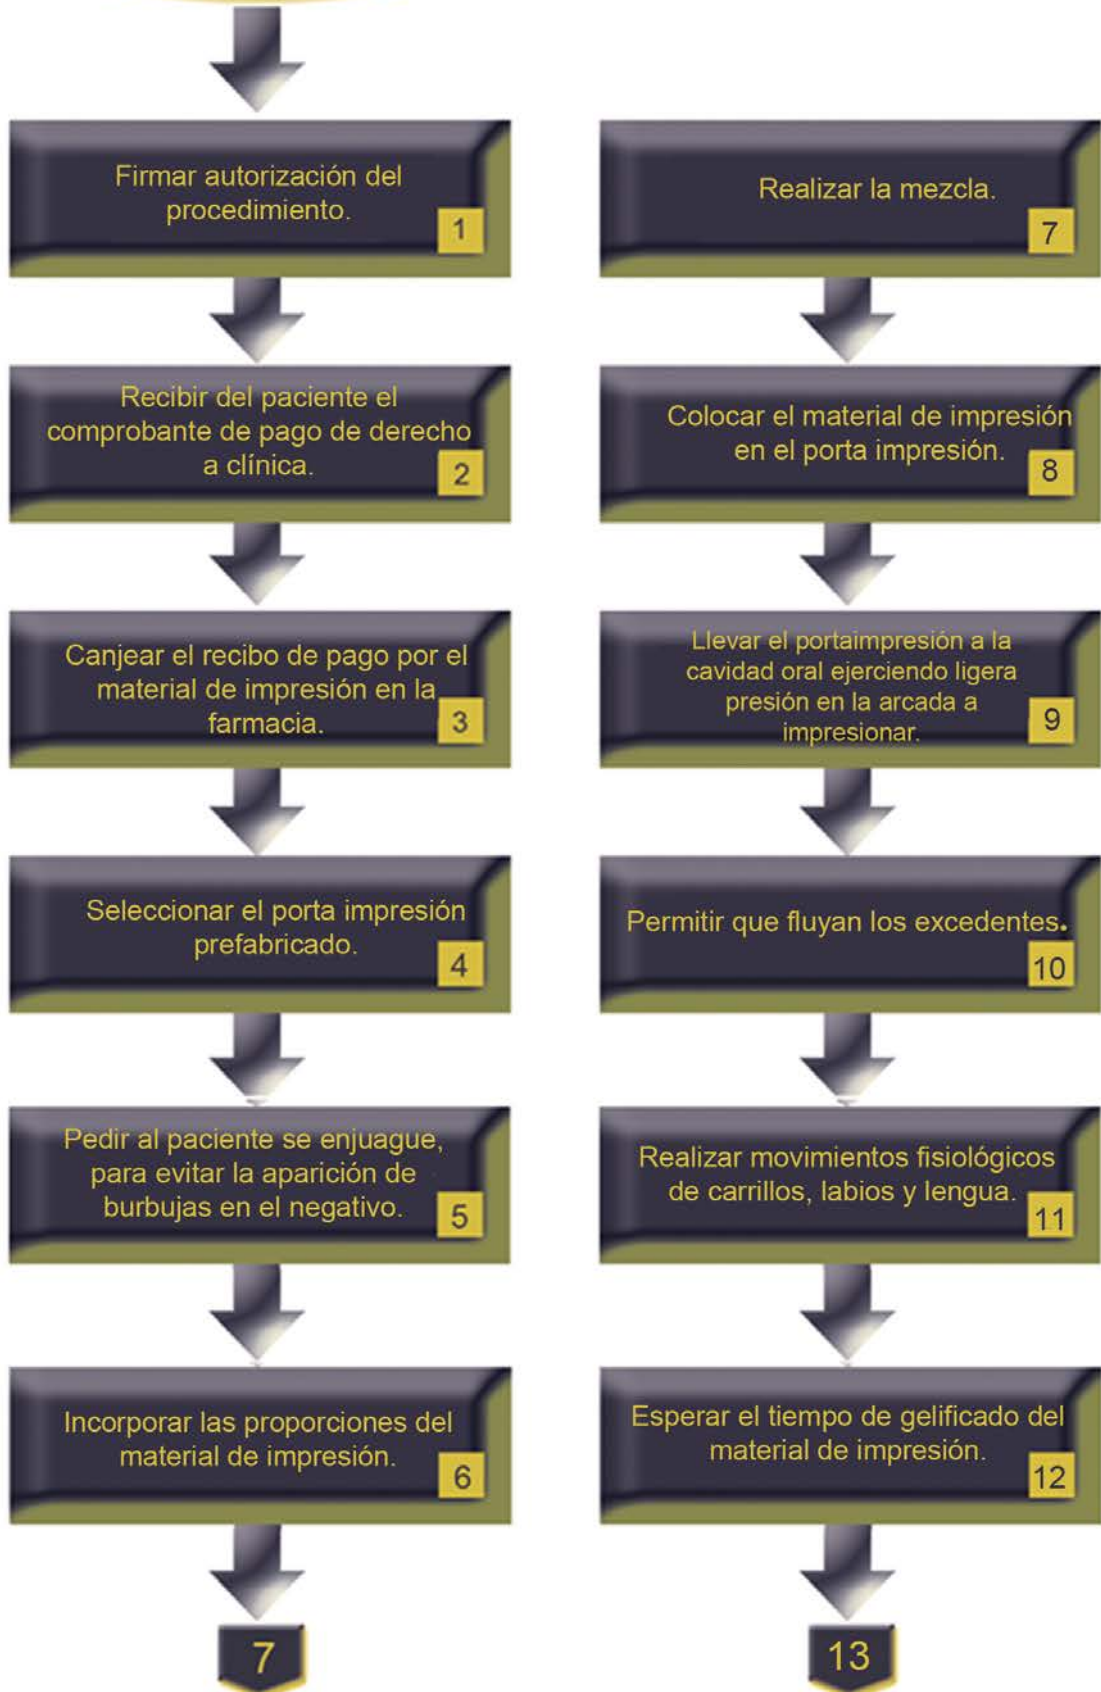 Firmar autorización del
procedimiento.
1
Recibir del paciente el
comprobante de pago de derecho
a clínica.
2
Canjear el recibo de pago por el
material de impresión en la
farmacia.
3
Seleccionar el porta impresión
prefabricado.
4
Pedir al paciente se enjuague,
para evitar la aparición de
burbujas en el negativo.
5
Incorporar las proporciones del
material de impresión.
6
7
Realizar la mezcla.
7
Colocar el material de impresión
en el porta impresión.
8
Llevar el portaimpresión a la
cavidad oral ejerciendo ligera
presión en la arcada a
impresionar.
9
Permitir que fluyan los excedentes.
10
Realizar movimientos fisiológicos
de carrillos, labios y lengua.
11
Esperar el tiempo de gelificado del
material de impresión.
12
13